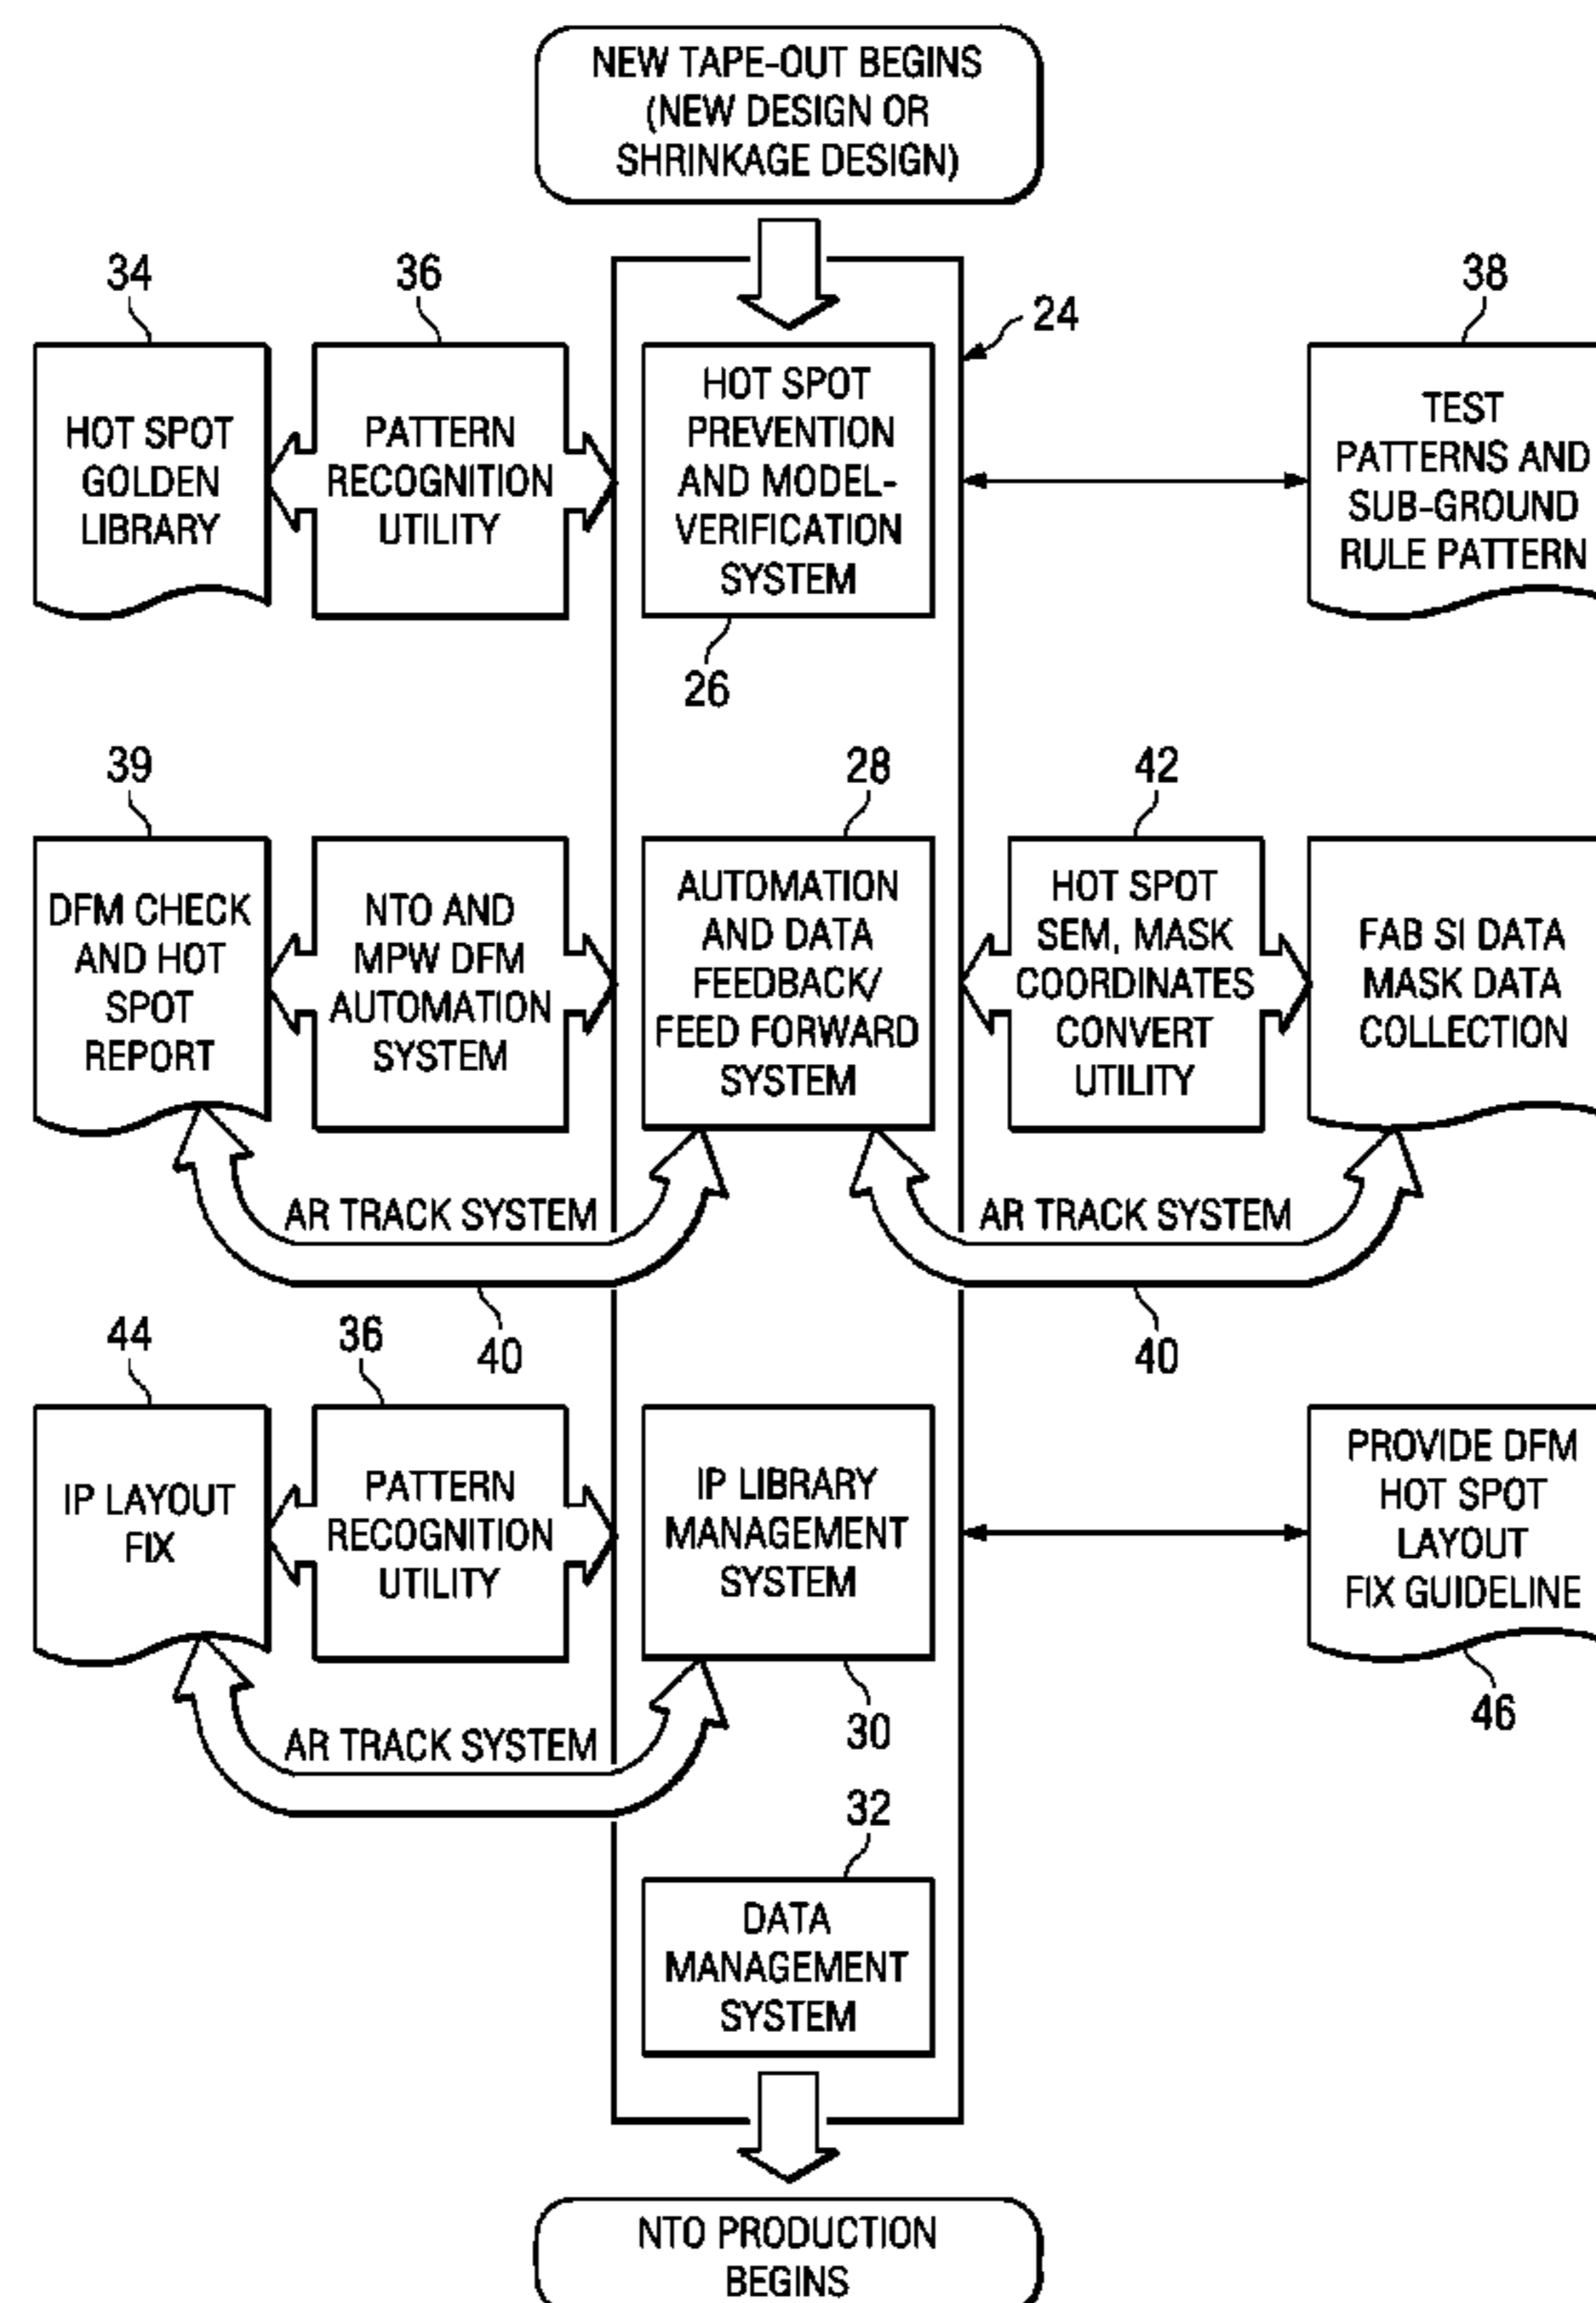 NEW TAPE-OUT BEGINS
(NEW DESIGN OR
SHRINKAGE DESIGN)
34
36
24
38
HOT SPOT
GOLDEN
LIBRARY
PATTERN
RECOGNITION
UTILITY
HOT SPOT
PREVENTION
AND MODEL-
VERIFICATION
SYSTEM
TEST
PATTERNS AND
SUB-GROUND
RULE PATTERN
26
39
28
42
DFM CHECK
AND HOT
SPOT
REPORT
NTO AND
MPW DFM
AUTOMATION
SYSTEM
AUTOMATION
AND DATA
FEEDBACK/
FEED FORWARD
SYSTEM
HOT SPOT
SEM, MASK
COORDINATES
CONVERT
UTILITY
FAB SI DATA
MASK DATA
COLLECTION
AR TRACK SYSTEM
AR TRACK SYSTEM
40
40
44
36
IP LAYOUT
FIX
PATTERN
RECOGNITION
UTILITY
IP LIBRARY
MANAGEMENT
SYSTEM
PROVIDE DFM
HOT SPOT
LAYOUT
FIX GUIDELINE
30
46
AR TRACK SYSTEM
32
DATA
MANAGEMENT
SYSTEM
NTO PRODUCTION
BEGINS